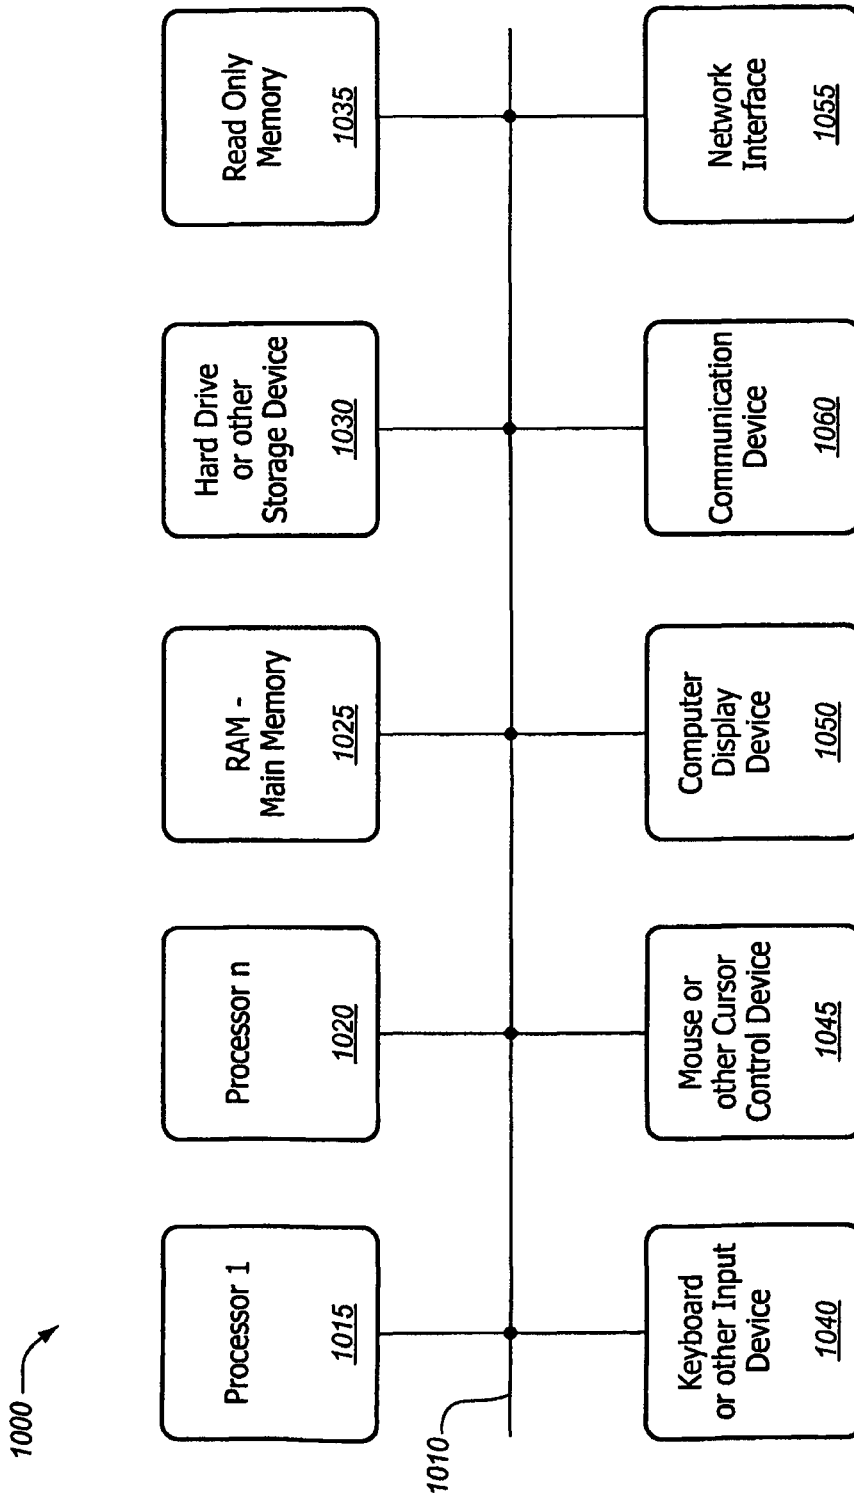 1000
Processor 1
1015
Processor n
1020
RAM -
Main Memory
1025
Hard Drive
or other
Storage Device
1030
Read Only
Memory
1035
1010
Keyboard
or other Input
Device
1040
Mouse or
other Cursor
Control Device
1045
Computer
Display
Device
1050
Communication
Device
1060
Network
Interface
1055